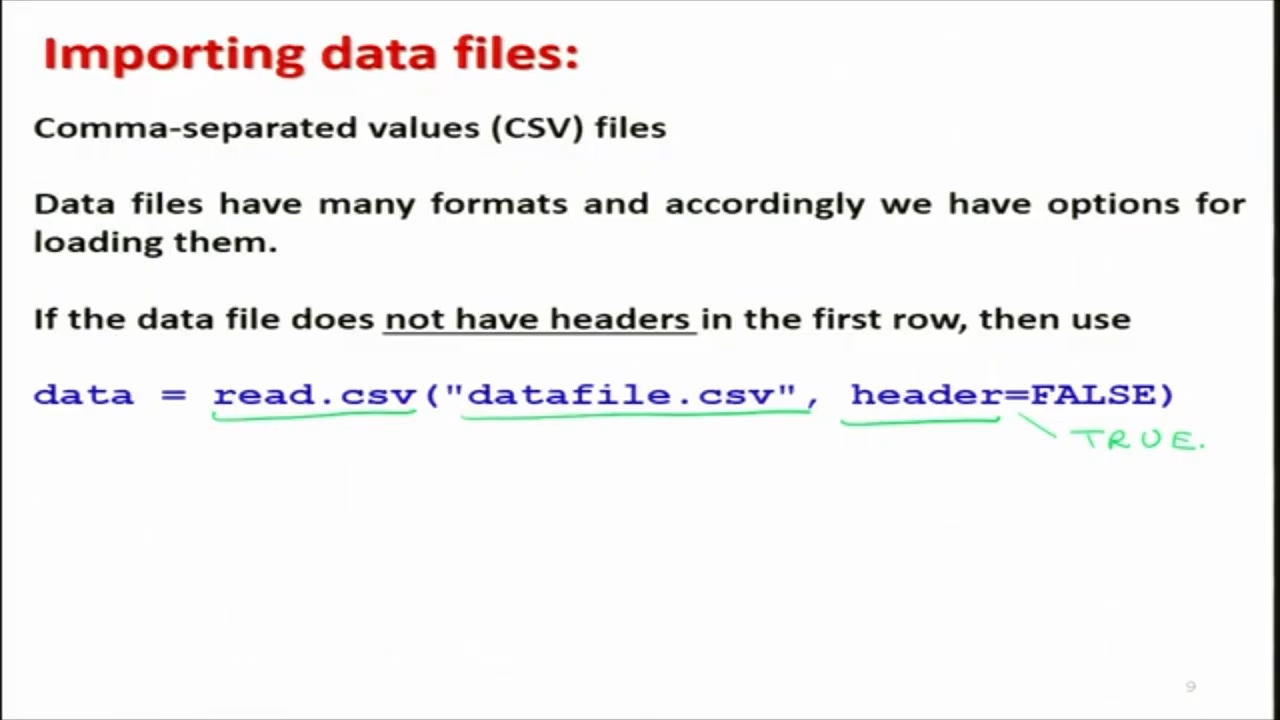 Importing data files:
Comma-separated values (CSV) files
Data files have many formats and accordingly we have options for
loading them.
If the data file does not have headers in the first row, then use
data = read.csv("datafile.csv", header=FALSE)
TRUE.
9